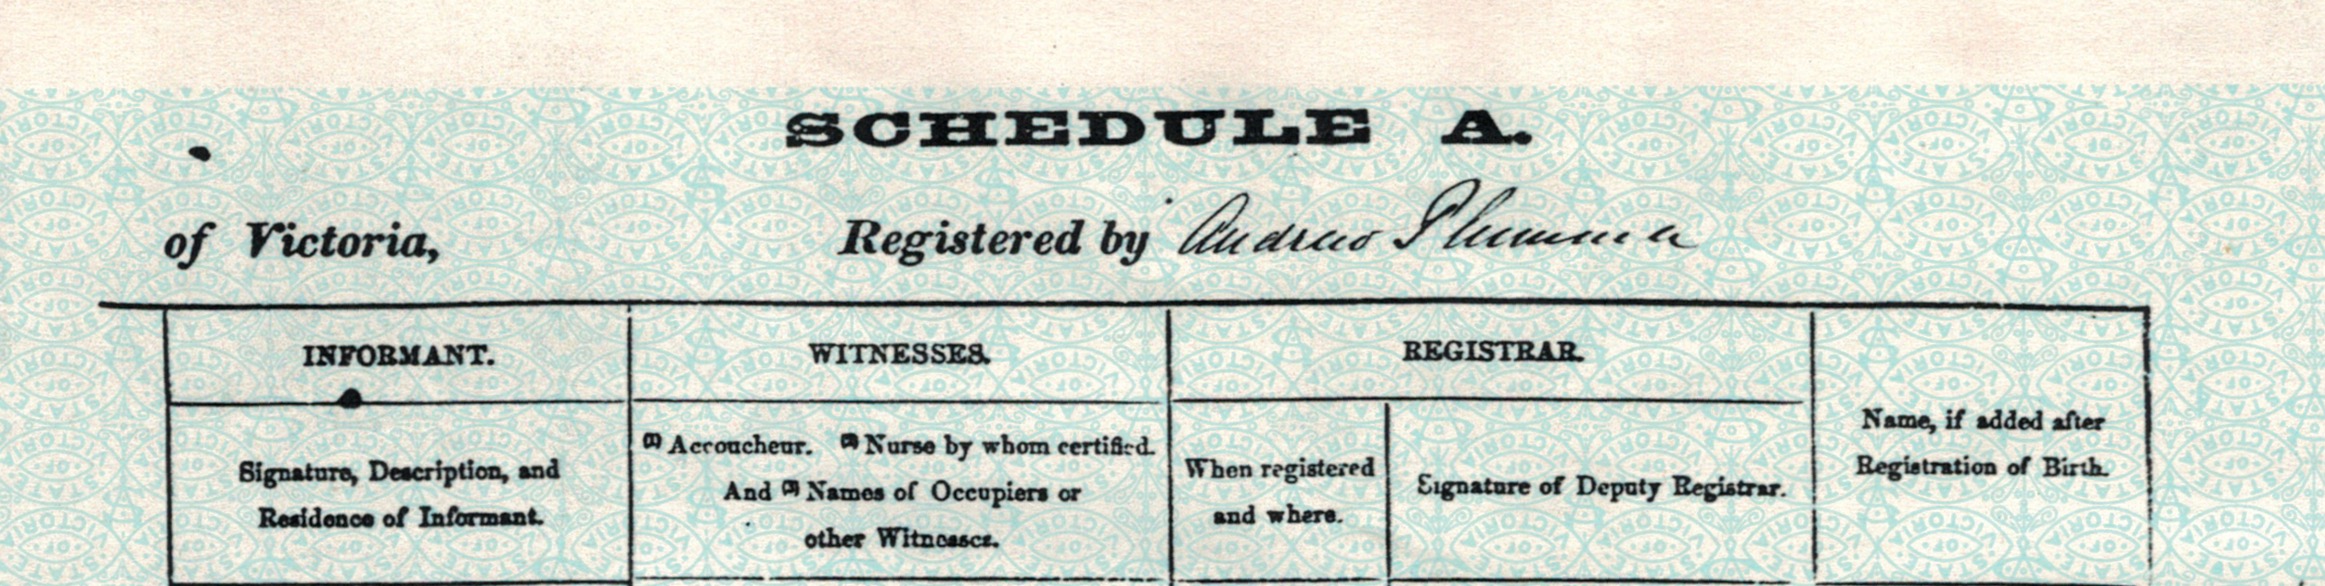 SCHEDULE A.
of Victoria, Registered by Andrew Plummer
INFORMANT.
WITNESSES.
REGISTRAR.
Name, if added after
Registration of Birth.
Signature, Description, and
Residence of Informant.
(1) Accoucheur. (2) Nurse by whom certified.
And (3) Names of Occupiers or
other Witnesses.
When registered
and where.
Signature of Deputy Registrar.